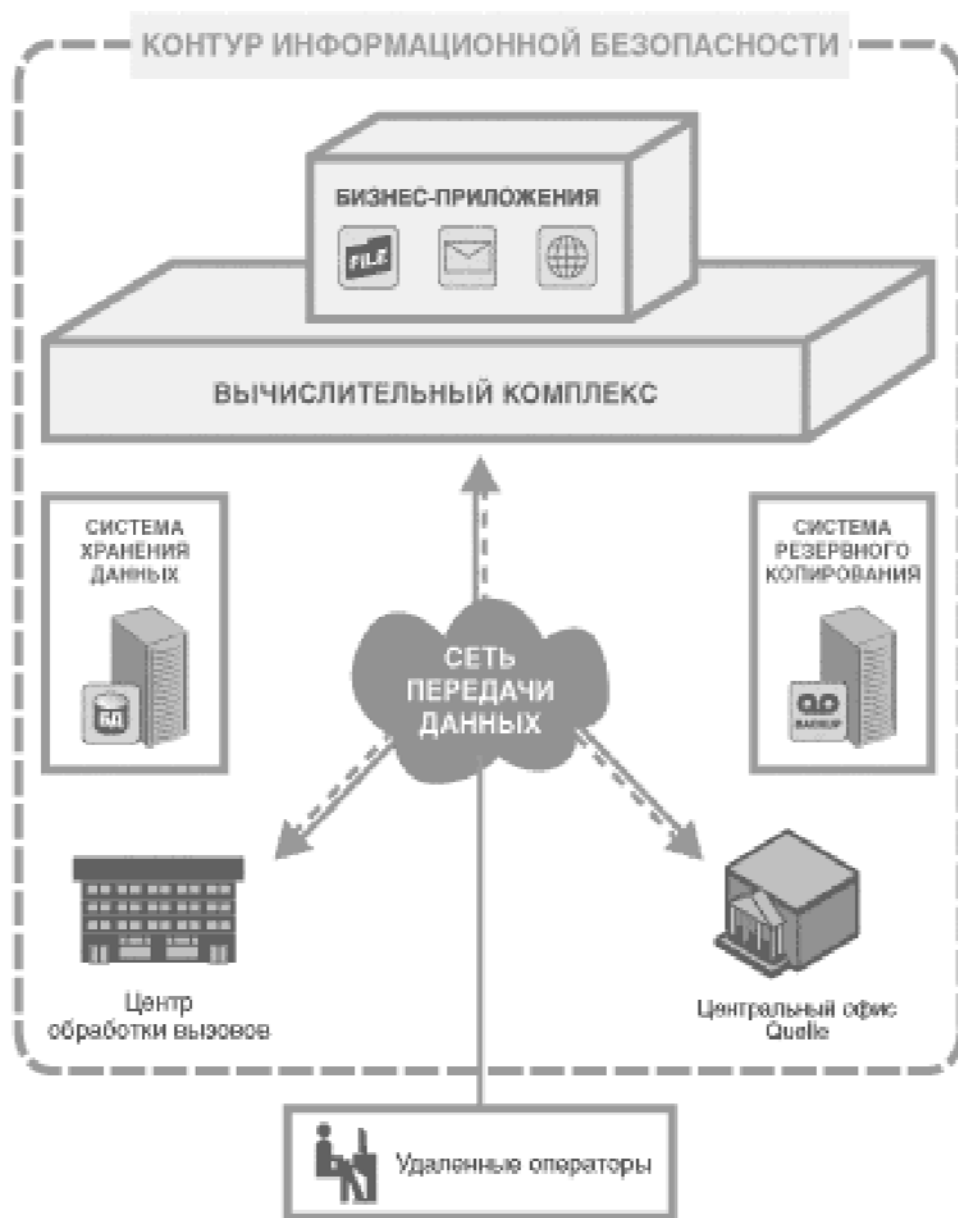 КОНТУР ИНФОРМАЦИОННОЙ БЕЗОПАСНОСТИ
БИЗНЕС-ПРИЛОЖЕНИЯ
FILE
ВЫЧИСЛИТЕЛЬНЫЙ КОМПЛЕКС
СИСТЕМА
ХРАНЕНИЯ
ДАННЫХ
БД
СИСТЕМА
РЕЗЕРВНОГО
КОПИРОВАНИЯ
BACKUP
СЕТЬ
ПЕРЕДАЧИ
ДАННЫХ
Центр
обработки вызовов
Центральный офис
Quelle
Удаленные операторы